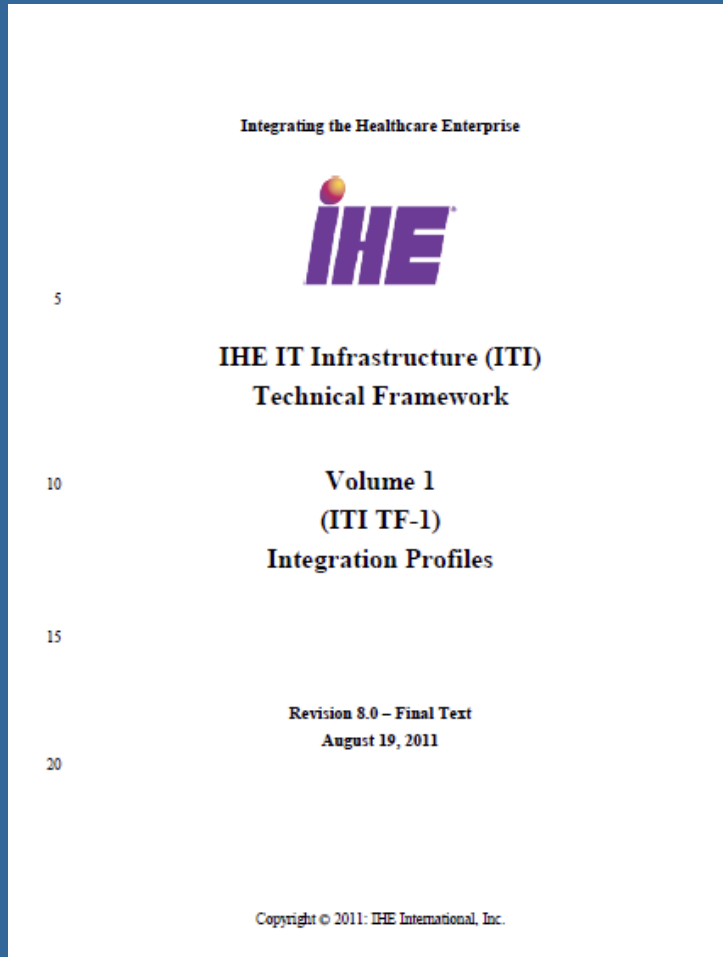 Integrating the Healthcare Enterprise
IHE
5
IHE IT Infrastructure (ITI)
Technical Framework
10 Volume 1
(ITI TF-1)
Integration Profiles
15
Revision 8.0 – Final Text
August 19, 2011
20
Copyright © 2011: IHE International, Inc.